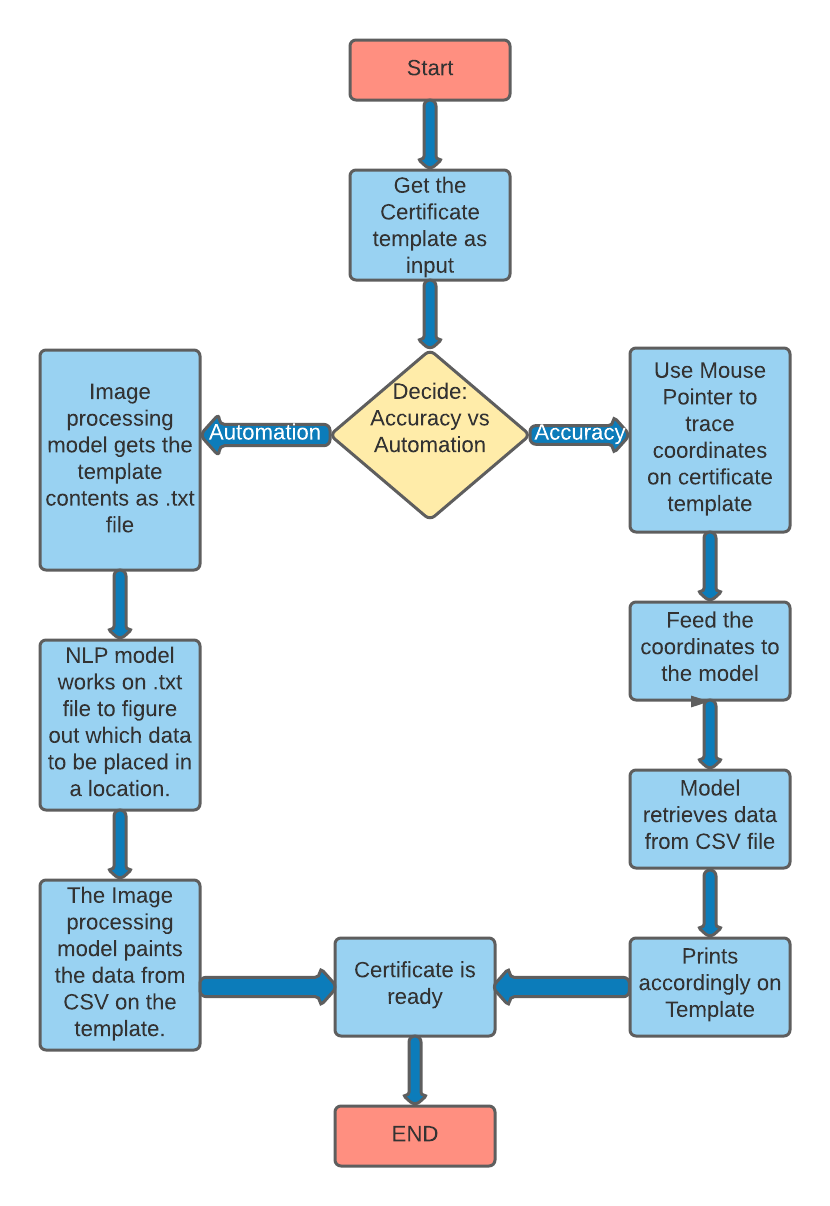 Start
Get the
Certificate
template as
input
Decide:
Accuracy vs
Automation
Automation
Accuracy
Image
processing
model gets the
template
contents as .txt
file
NLP model
works on .txt
file to figure
out which data
to be placed in
a location.
The Image
processing
model paints
the data from
CSV on the
template.
Use Mouse
Pointer to
trace
coordinates
on certificate
template
Feed the
coordinates to
the model
Model
retrieves data
from CSV file
Prints
accordingly on
Template
Certificate is
ready
END